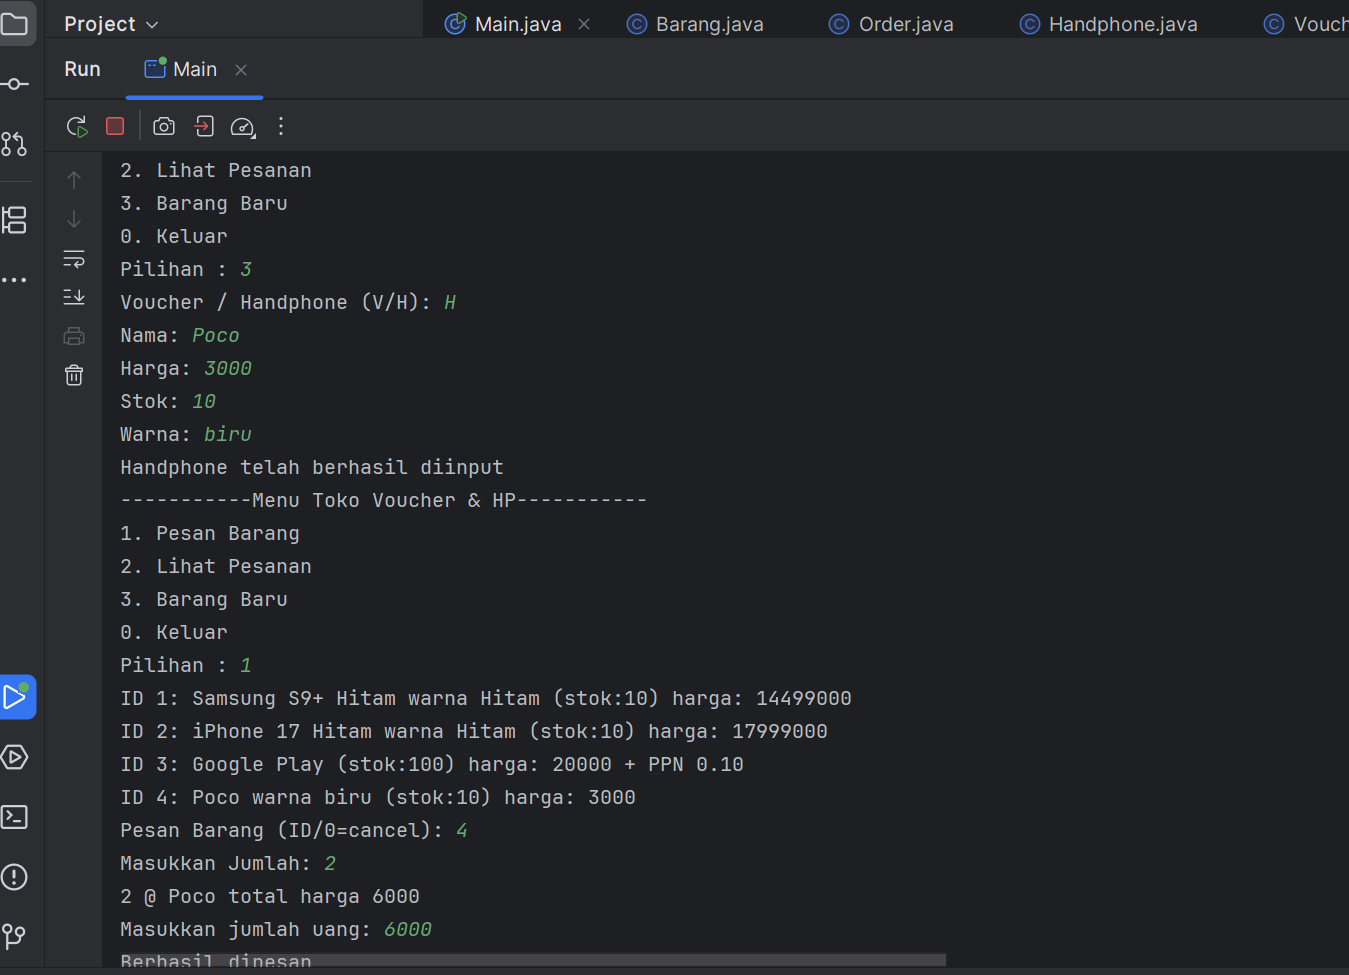 Project
Main.java
Barang.java
Order.java
Handphone.java
Run
Main
2. Lihat Pesanan
3. Barang Baru
0. Keluar
Pilihan : 3
Voucher / Handphone (V/H): H
Nama: Poco
Harga: 3000
Stok: 10
Warna: biru
Handphone telah berhasil diinput
-----------Menu Toko Voucher & HP-----------
1. Pesan Barang
2. Lihat Pesanan
3. Barang Baru
0. Keluar
Pilihan : 1
ID 1: Samsung S9+ Hitam warna Hitam (stok:10) harga: 14499000
ID 2: iPhone 17 Hitam warna Hitam (stok:10) harga: 17999000
ID 3: Google Play (stok:100) harga: 20000 + PPN 0.10
ID 4: Poco warna biru (stok:10) harga: 3000
Pesan Barang (ID/0=cancel): 4
Masukkan Jumlah: 2
2 @ Poco total harga 6000
Masukkan jumlah uang: 6000
Berhasil dipesan